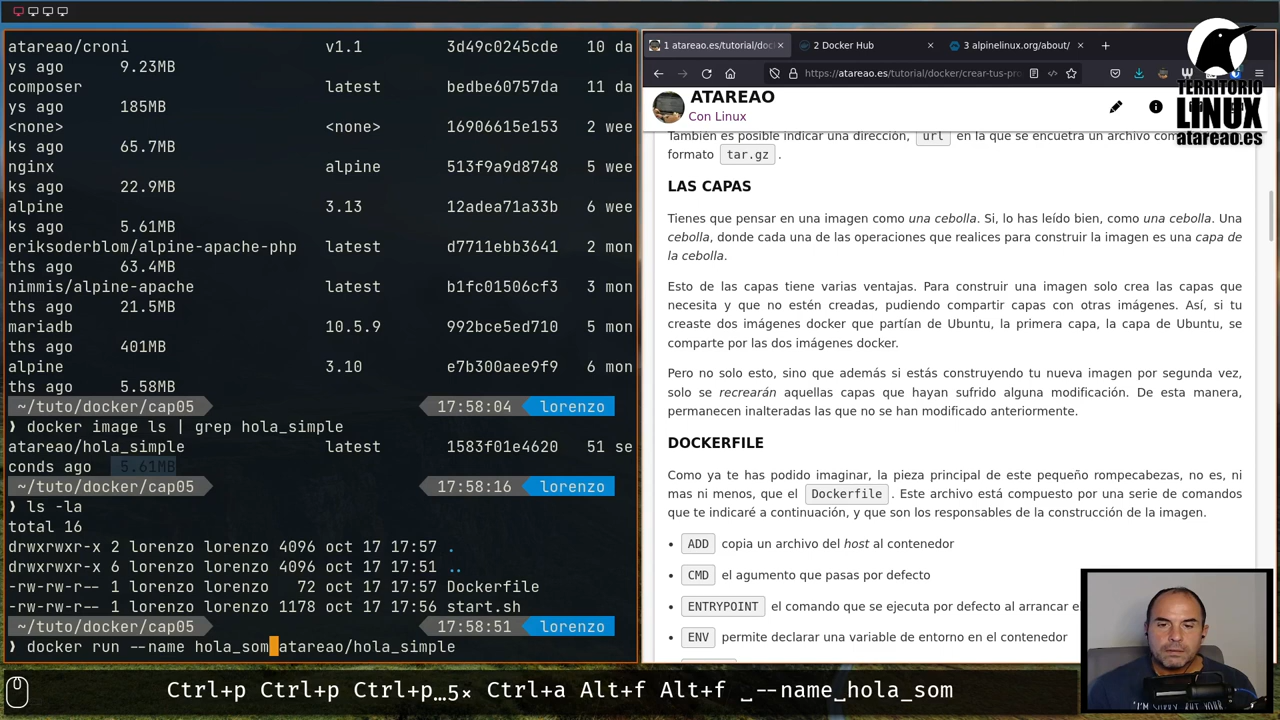 atareao/croni v1.1 3d49c0245cde 10 da
ys ago 9.23MB
composer latest bedbe60757da 11 da
ys ago 185MB
<none> <none> 16906615e153 2 wee
ks ago 65.7MB
nginx alpine 513f9a9d8748 5 wee
ks ago 22.9MB
alpine 3.13 12adea71a33b 6 wee
ks ago 5.61MB
eriksoderblom/alpine-apache-php latest d7711ebb3641 2 mon
ths ago 63.4MB
nimmis/alpine-apache latest b1fc01506cf3 3 mon
ths ago 21.5MB
mariadb 10.5.9 992bce5ed710 5 mon
ths ago 401MB
alpine 3.10 e7b300aee9f9 6 mon
ths ago 5.58MB
~/tuto/docker/cap05 17:58:04 lorenzo
❯ docker image ls | grep hola_simple
atareao/hola_simple latest 1583f01e4620 51 se
conds ago 5.61MB
~/tuto/docker/cap05 17:58:16 lorenzo
❯ ls -la
total 16
drwxrwxr-x 2 lorenzo lorenzo 4096 oct 17 17:57 .
drwxrwxr-x 6 lorenzo lorenzo 4096 oct 17 17:51 ..
-rw-rw-r-- 1 lorenzo lorenzo 72 oct 17 17:57 Dockerfile
-rw-rw-r-- 1 lorenzo lorenzo 1178 oct 17 17:56 start.sh
~/tuto/docker/cap05 17:58:51 lorenzo
❯ docker run --name hola_som atareao/hola_simple
1 atareao.es/tutorial/doc
2 Docker Hub
3 alpinelinux.org/about/
https://atareao.es/tutorial/docker/crear-tus-pro
TERRITORIO
LINUX
atareao.es
ATAREAO
Con Linux
También es posible indicar una dirección, url en la que se encuetra un archivo com
formato tar.gz .
LAS CAPAS
Tienes que pensar en una imagen como una cebolla. Si, lo has leído bien, como una cebolla. Una
cebolla, donde cada una de las operaciones que realices para construir la imagen es una capa de
la cebolla.
Esto de las capas tiene varias ventajas. Para construir una imagen solo crea las capas que
necesita y que no estén creadas, pudiendo compartir capas con otras imágenes. Así, si tu
creaste dos imágenes docker que partían de Ubuntu, la primera capa, la capa de Ubuntu, se
comparte por las dos imágenes docker.
Pero no solo esto, sino que además si estás construyendo tu nueva imagen por segunda vez,
solo se recrearán aquellas capas que hayan sufrido alguna modificación. De esta manera,
permanecen inalteradas las que no se han modificado anteriormente.
DOCKERFILE
Como ya te has podido imaginar, la pieza principal de este pequeño rompecabezas, no es, ni
mas ni menos, que el Dockerfile . Este archivo está compuesto por una serie de comandos
que te indicaré a continuación, y que son los responsables de la construcción de la imagen.
• ADD copia un archivo del host al contenedor
• CMD el agumento que pasas por defecto
• ENTRYPOINT el comando que se ejecuta por defecto al arrancar e
• ENV permite declarar una variable de entorno en el contenedor
Ctrl+p Ctrl+p Ctrl+p…5× Ctrl+a Alt+f Alt+f ␣--name␣hola_som